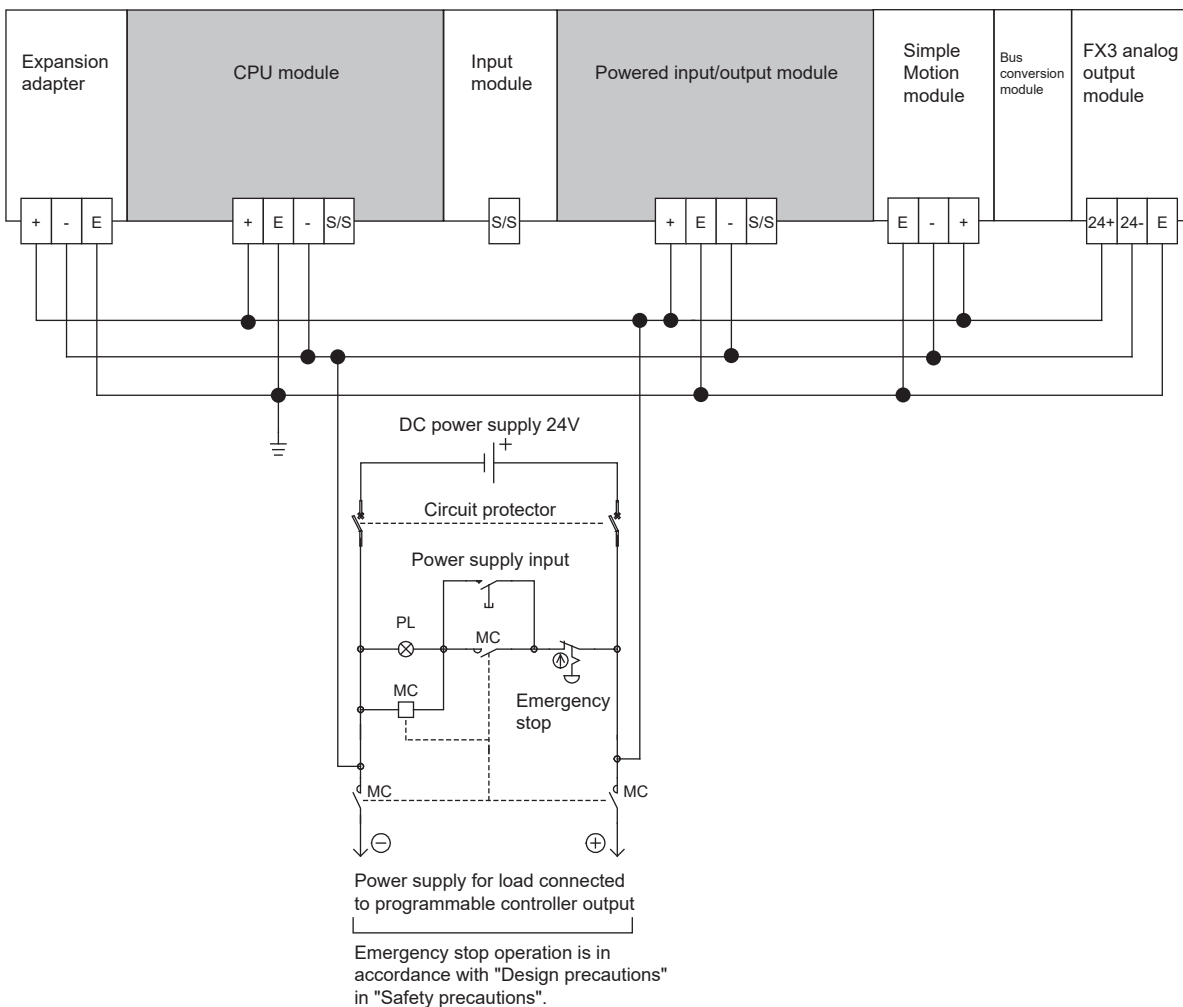 Expansion
adapter
CPU module
Input
module
Powered input/output module
Simple
Motion
module
Bus
conversion
module
FX3 analog
output
module
+ - E
+ E - S/S
S/S
+ E - S/S
E - +
24+ 24- E
DC power supply 24V
+
Circuit protector
Power supply input
PL
MC
MC
Emergency
stop
MC
MC
- +
Power supply for load connected
to programmable controller output
Emergency stop operation is in
accordance with "Design precautions"
in "Safety precautions".